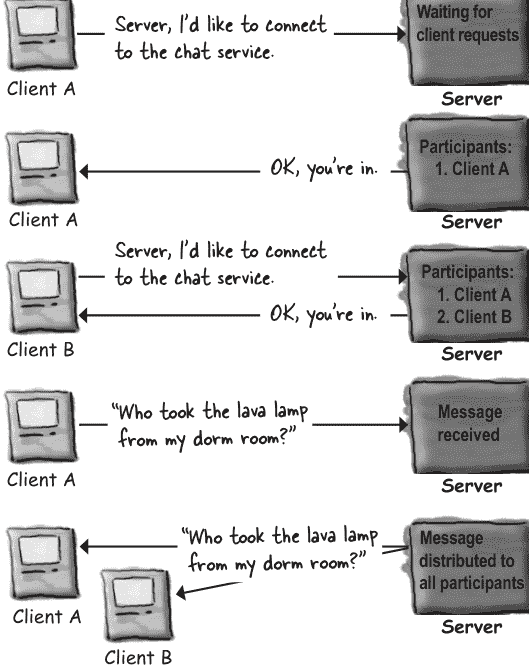 Server, I'd like to connect
to the chat service.
Waiting for
client requests
Client A
Server
OK, you're in.
Participants:
1. Client A
Client A
Server
Server, I'd like to connect
to the chat service.
OK, you're in.
Participants:
1. Client A
2. Client B
Client B
Server
“Who took the lava lamp
from my dorm room?”
Message
received
Client A
Server
“Who took the lava lamp
from my dorm room?”
Message
distributed to
all participants
Client A
Server
Client B